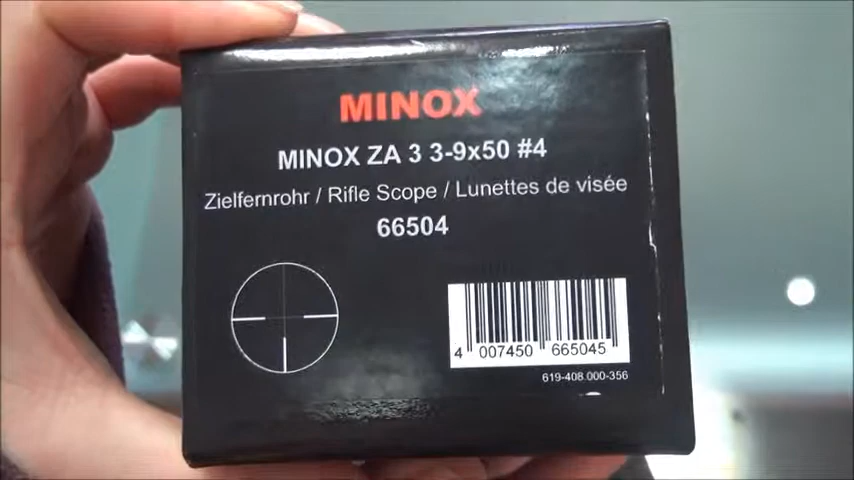 MINOX
MINOX ZA 3 3-9x50 #4
Zielfernrohr / Rifle Scope / Lunettes de visée
66504
4 007450 665045
619-408.000-356